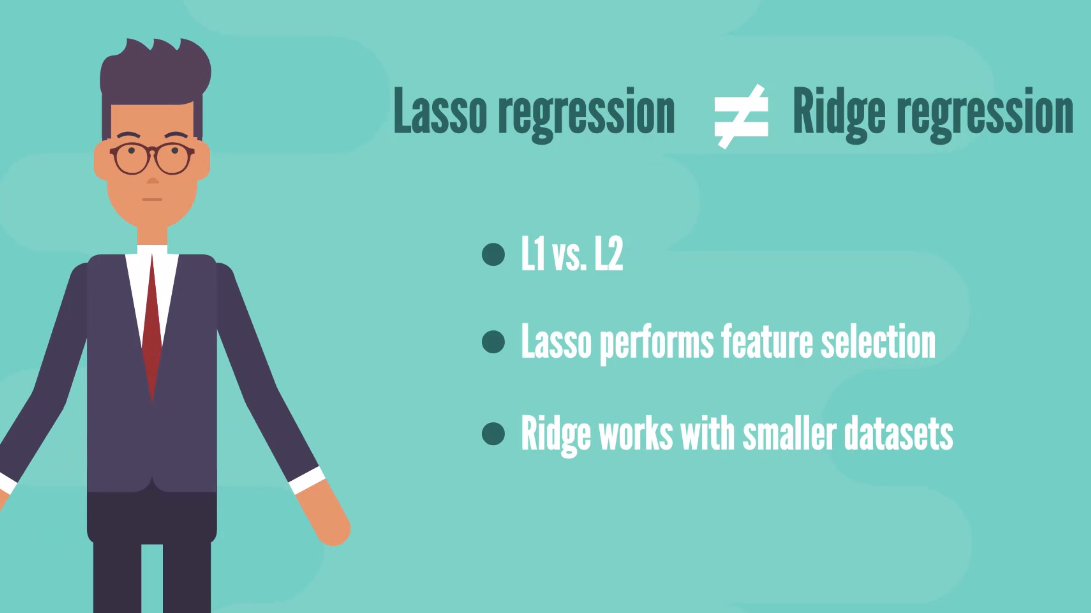 Lasso regression ≠ Ridge regression
L1 vs. L2
Lasso performs feature selection
Ridge works with smaller datasets